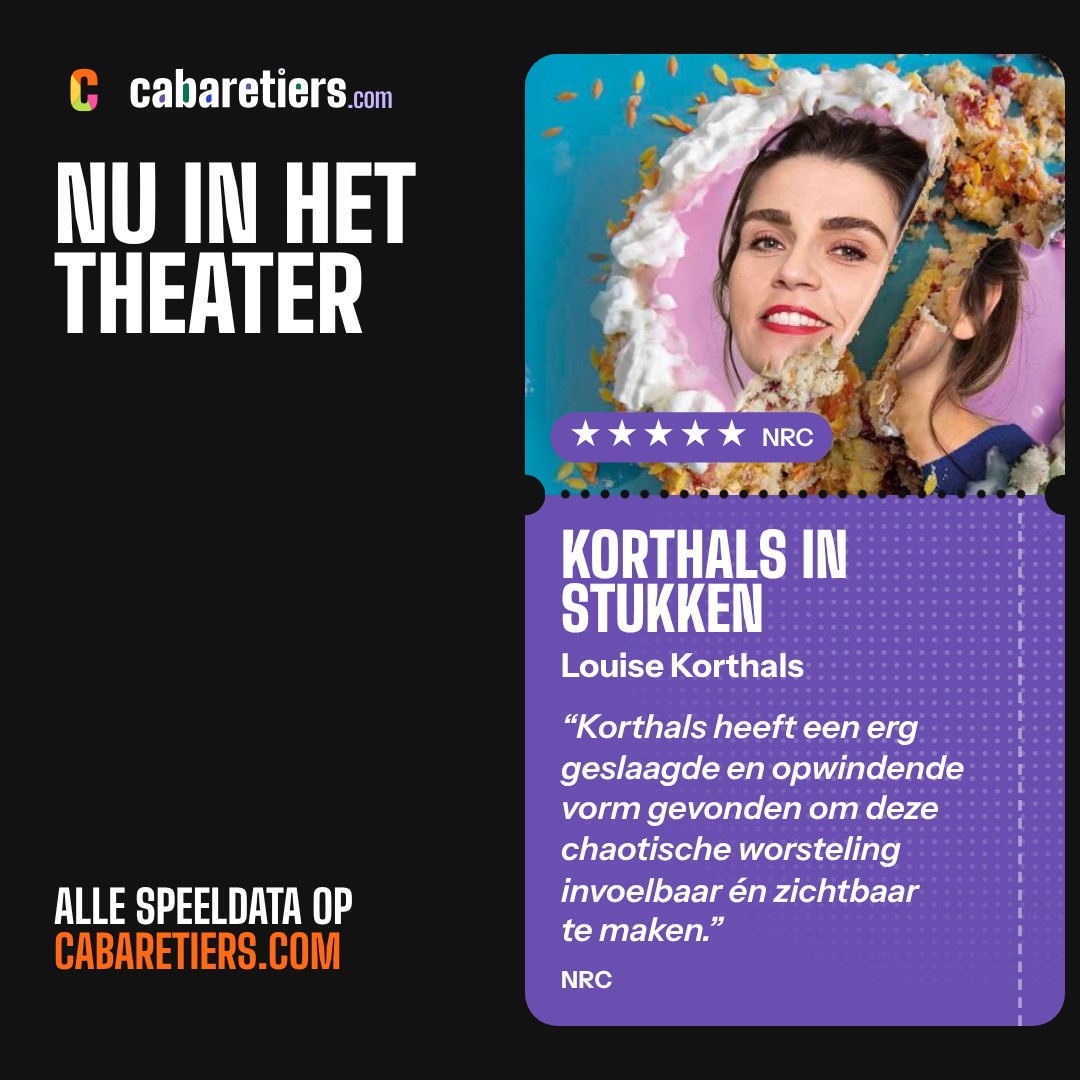 cabaretiers.com
NU IN HET
THEATER
★★★★★ NRC
KORTHALS IN
STUKKEN
Louise Korthals
“Korthals heeft een erg
geslaagde en opwindende
vorm gevonden om deze
chaotische worsteling
invoelbaar én zichtbaar
te maken.”
NRC
ALLE SPEELDATA OP
CABARETIERS.COM